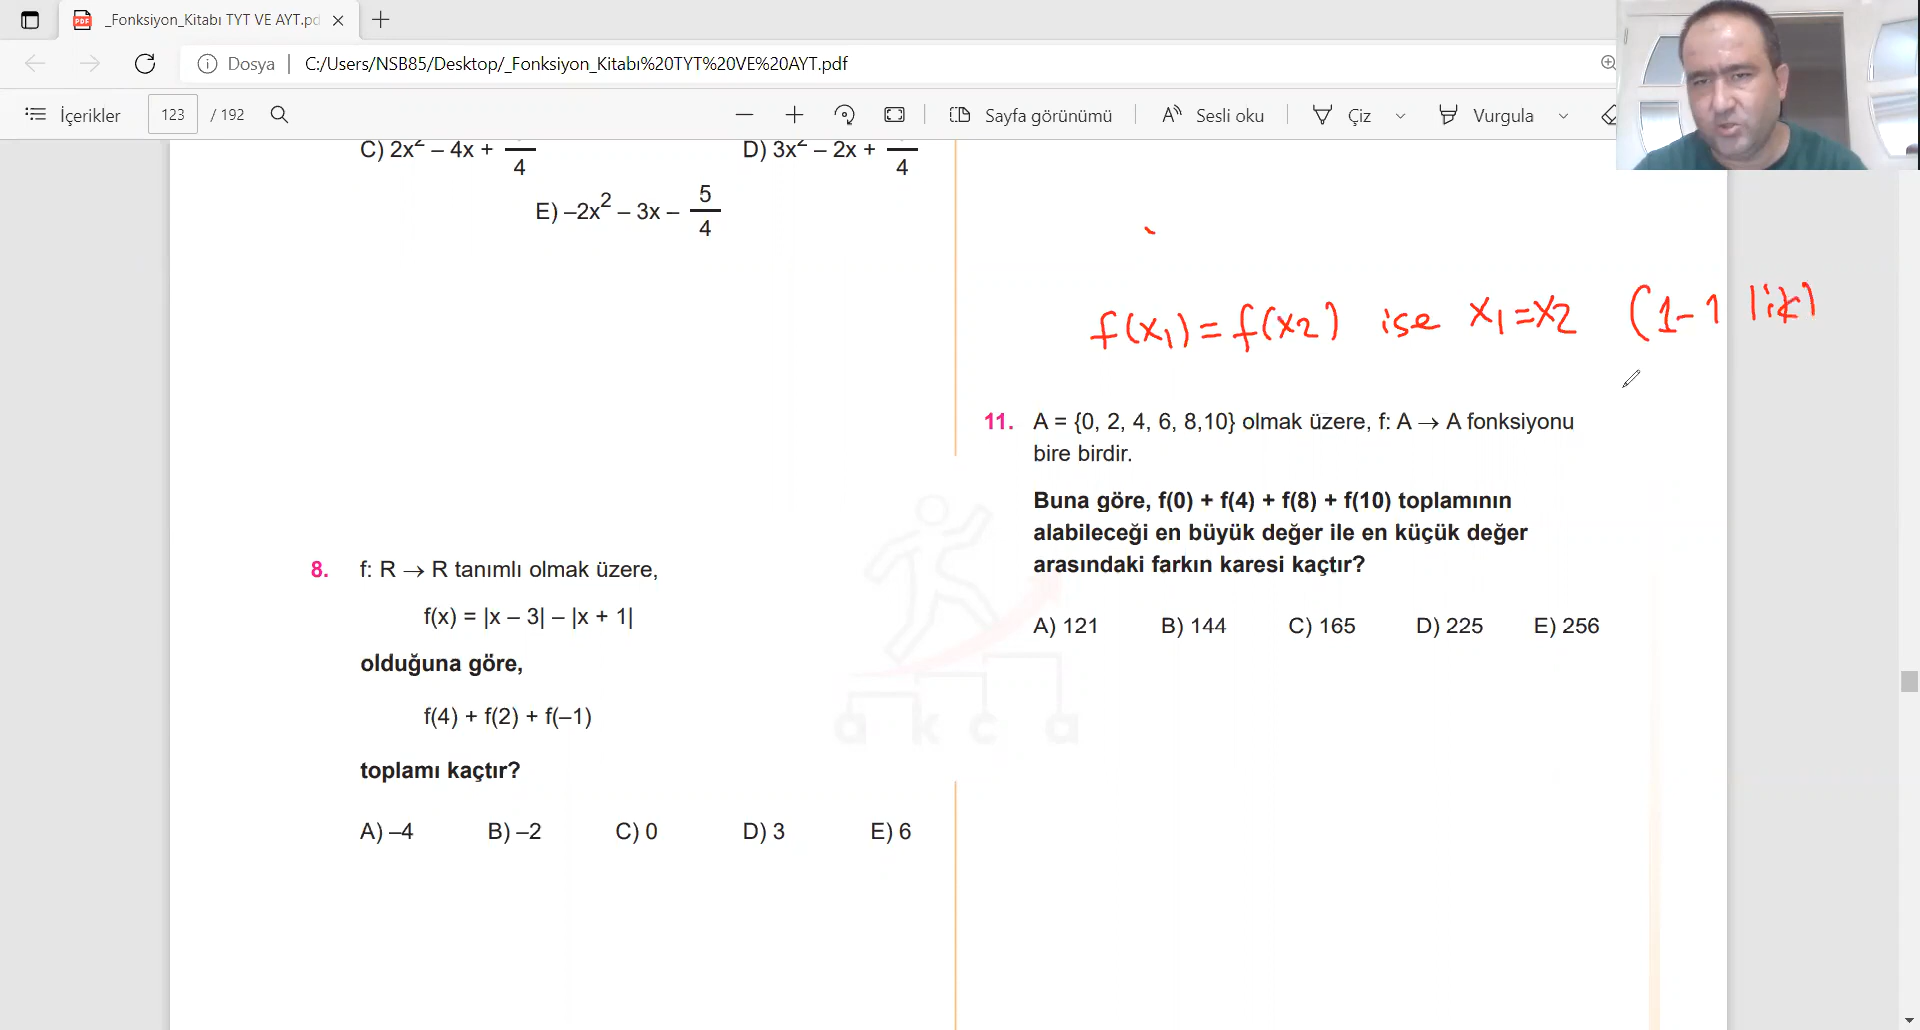 _Fonksiyon_Kitabı TYT VE AYT.pd
Dosya | C:/Users/NSB85/Desktop/_Fonksiyon_Kitabı%20TYT%20VE%20AYT.pdf
İçerikler 123 / 192 Sayfa görünümü Sesli oku Çiz Vurgula
C) 2x² – 4x + /4 D) 3x² – 2x + /4
E) –2x² – 3x – 5/4
8. f: R → R tanımlı olmak üzere,
f(x) = |x – 3| – |x + 1|
olduğuna göre,
f(4) + f(2) + f(–1)
toplamı kaçtır?
A) –4 B) –2 C) 0 D) 3 E) 6
f(x₁) = f(x₂) ise x₁=x₂ (1-1 lik)
11. A = {0, 2, 4, 6, 8,10} olmak üzere, f: A → A fonksiyonu
bire birdir.
Buna göre, f(0) + f(4) + f(8) + f(10) toplamının
alabileceği en büyük değer ile en küçük değer
arasındaki farkın karesi kaçtır?
A) 121 B) 144 C) 165 D) 225 E) 256
akca